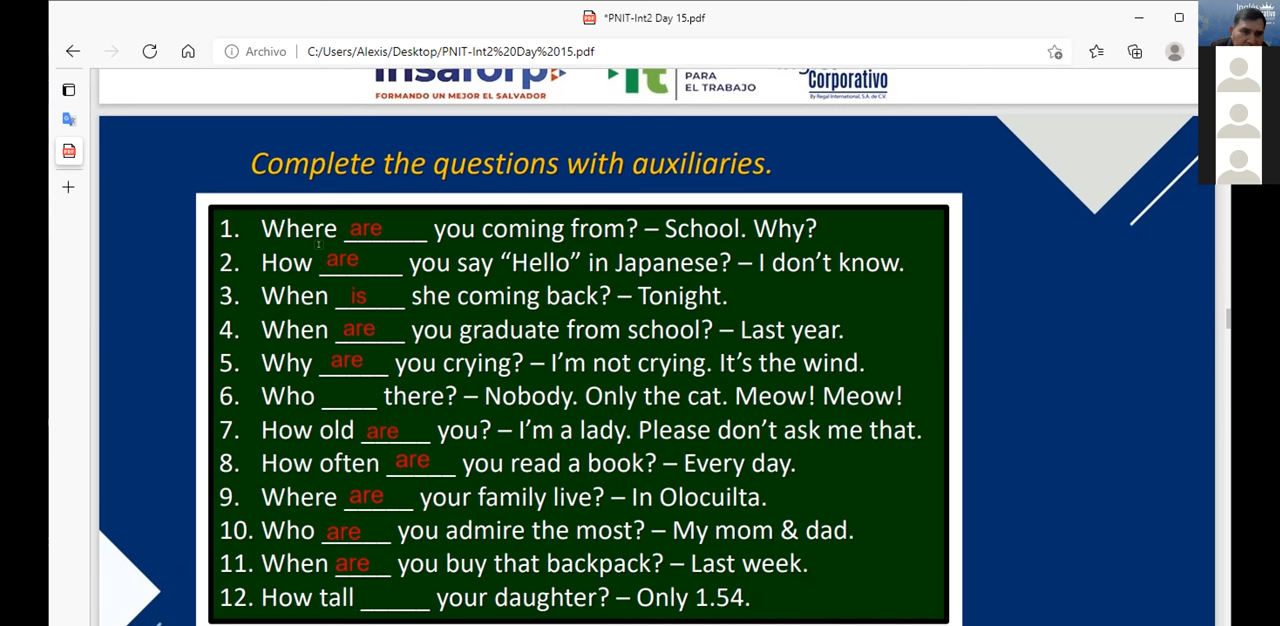 *PNIT-Int2 Day 15.pdf
Archivo | C:/Users/Alexis/Desktop/PNIT-Int2%20Day%2015.pdf
insaforp
FORMANDO UN MEJOR EL SALVADOR
it
PARA
EL TRABAJO
Corporativo
By Regal International, S.A. de C.V.
Complete the questions with auxiliaries.
1. Where are you coming from? – School. Why?
2. How are you say “Hello” in Japanese? – I don’t know.
3. When is she coming back? – Tonight.
4. When are you graduate from school? – Last year.
5. Why are you crying? – I’m not crying. It’s the wind.
6. Who ____ there? – Nobody. Only the cat. Meow! Meow!
7. How old are you? – I’m a lady. Please don’t ask me that.
8. How often are you read a book? – Every day.
9. Where are your family live? – In Olocuilta.
10. Who are you admire the most? – My mom & dad.
11. When are you buy that backpack? – Last week.
12. How tall _____ your daughter? – Only 1.54.